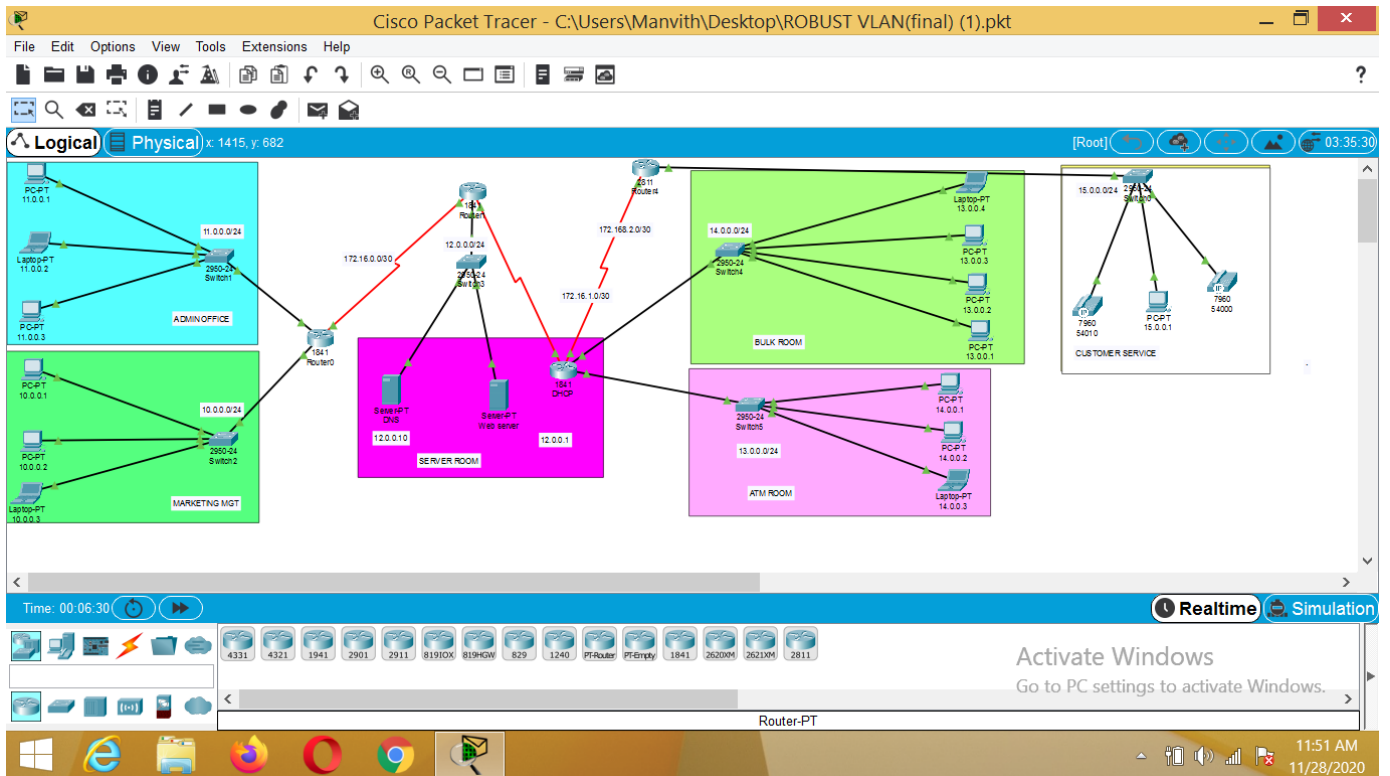 Cisco Packet Tracer - C:\Users\Manvith\Desktop\ROBUST VLAN(final) (1).pkt
File Edit Options View Tools Extensions Help
?
Logical
Physical
x: 1415, y: 682
[Root]
03:35:30
PC-PT
11.0.0.1
Laptop-PT
11.0.0.2
PC-PT
11.0.0.3
11.0.0.0/24
2950-24
Switch1
ADMIN OFFICE
PC-PT
10.0.0.1
PC-PT
10.0.0.2
Laptop-PT
10.0.0.3
10.0.0.0/24
2950-24
Switch2
MARKETING MGT
1841
Router0
172.16.0.0/30
12.0.0.0/24
2950-24
Switch3
Server-PT
DNS
12.0.0.10
Server-PT
Web server
12.0.0.1
SERVER ROOM
1841
DHCP
172.16.1.0/30
172.168.2.0/30
2811
Router4
14.0.0.0/24
2950-24
Switch4
Laptop-PT
13.0.0.4
PC-PT
13.0.0.3
PC-PT
13.0.0.2
PC-PT
13.0.0.1
BULK ROOM
2950-24
Switch5
13.0.0.0/24
PC-PT
14.0.0.1
PC-PT
14.0.0.2
Laptop-PT
14.0.0.3
ATM ROOM
15.0.0.0/24
2950-24
7960
54010
PC-PT
15.0.0.1
7960
54000
IP
IP
CUSTOMER SERVICE
Time: 00:06:30
Realtime
Simulation
4331
4321
1941
2901
2911
819IOX
819HGW
829
1240
PT-Router
PT-Empty
1841
2620XM
2621XM
2811
Router-PT
Activate Windows
Go to PC settings to activate Windows.
11:51 AM
11/28/2020